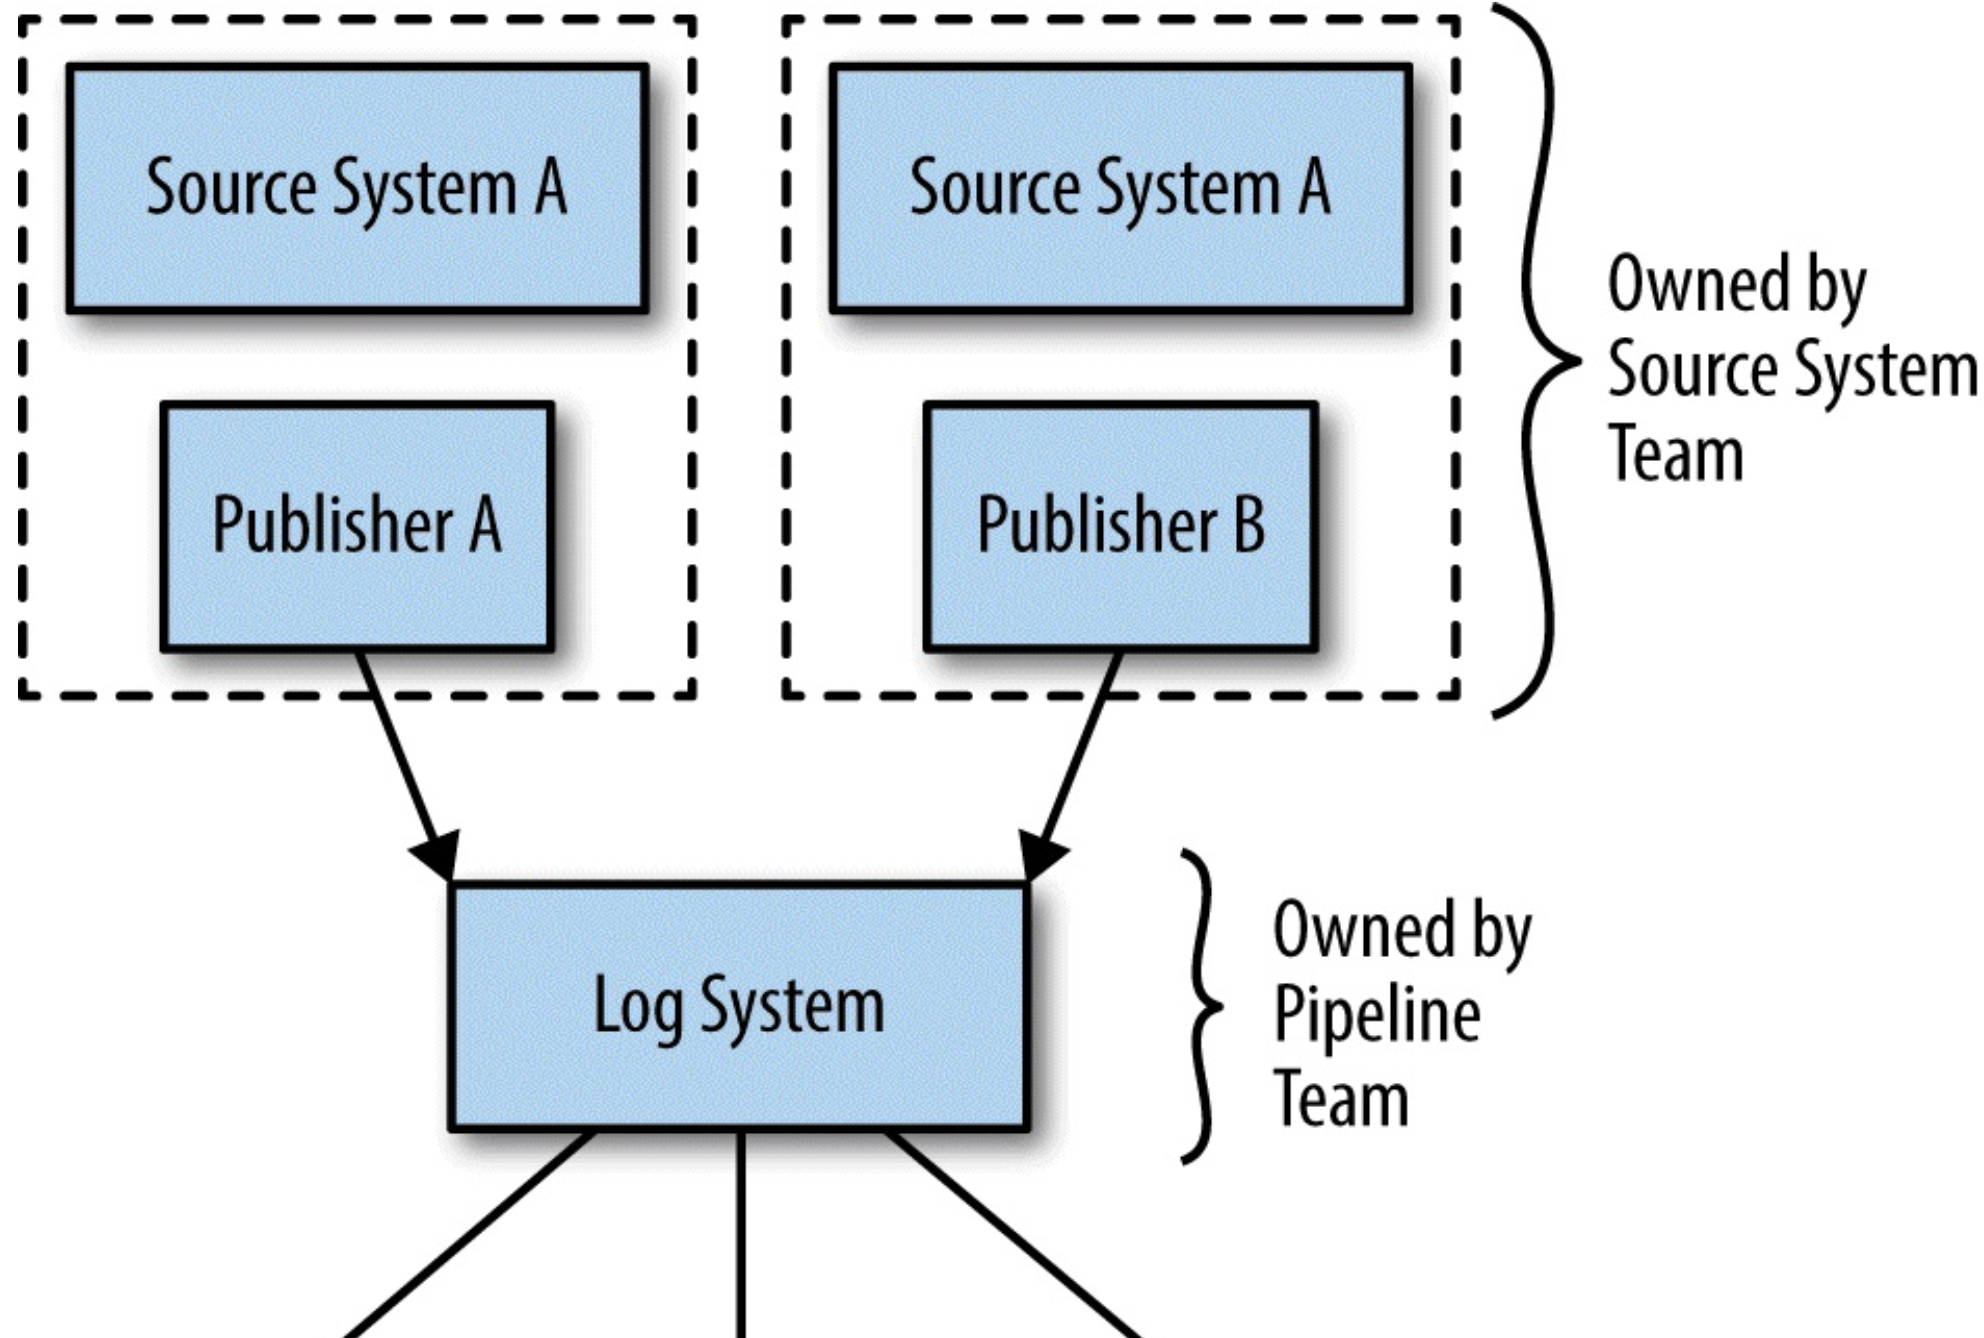 Source System A
Source System A
Owned by
Source System
Team
Publisher A
Publisher B
Log System
Owned by
Pipeline
Team